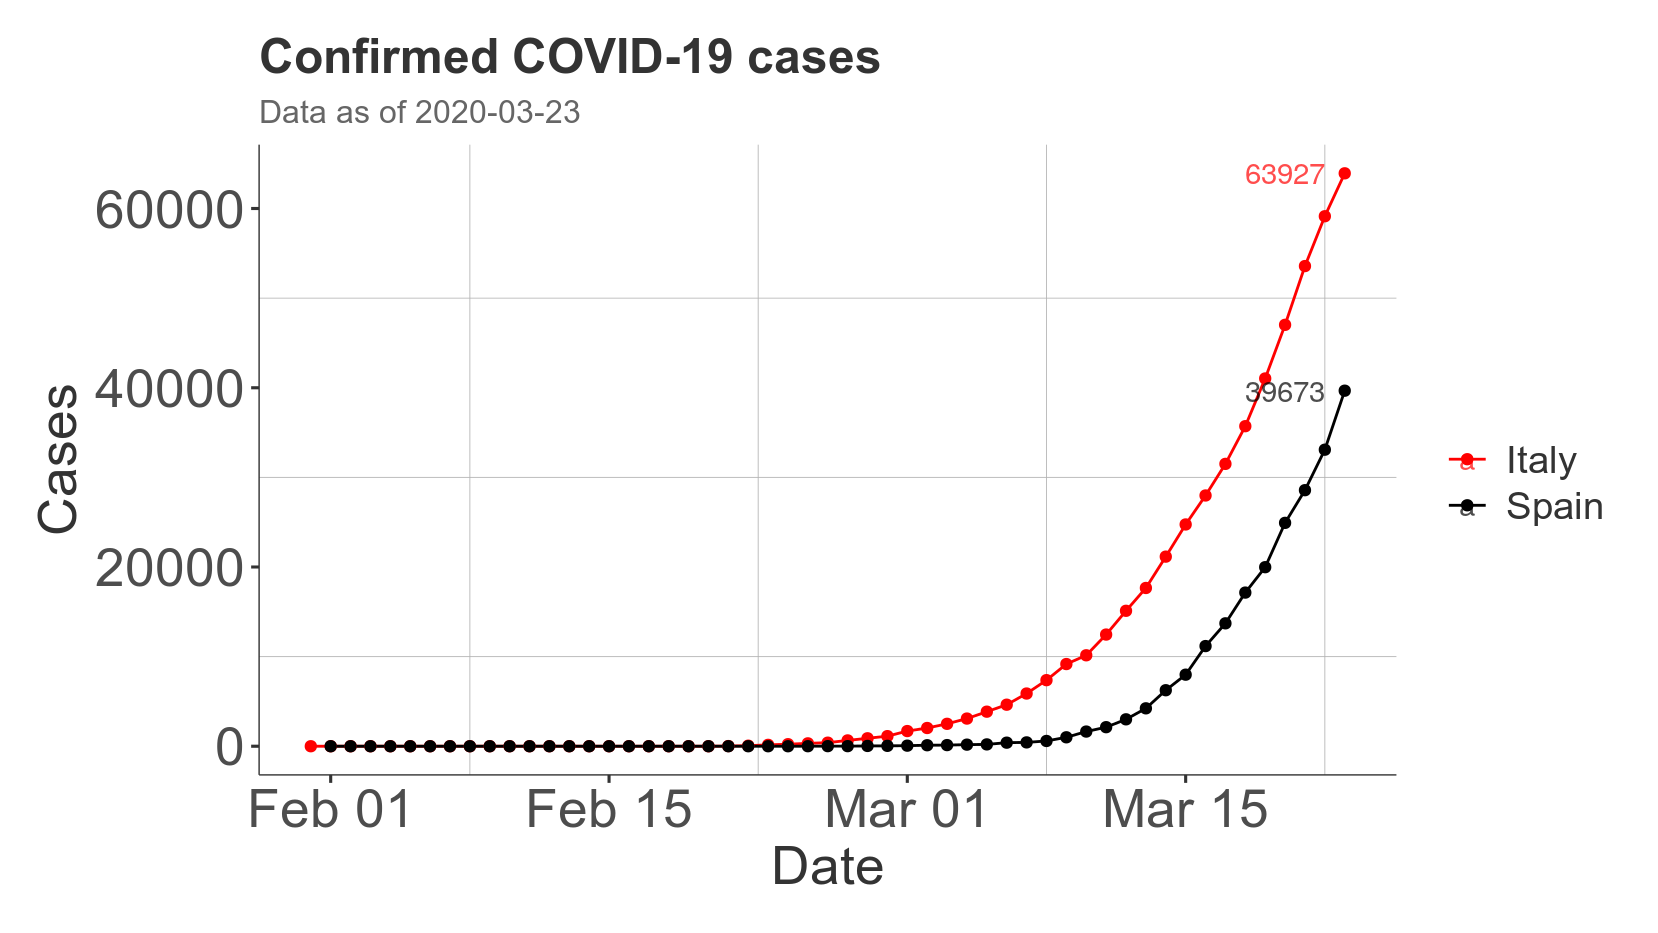 Confirmed COVID-19 cases
Data as of 2020-03-23
63927
60000
39673
40000
Cases
a Italy
a Spain
20000
0
Feb 01 Feb 15 Mar 01 Mar 15
Date